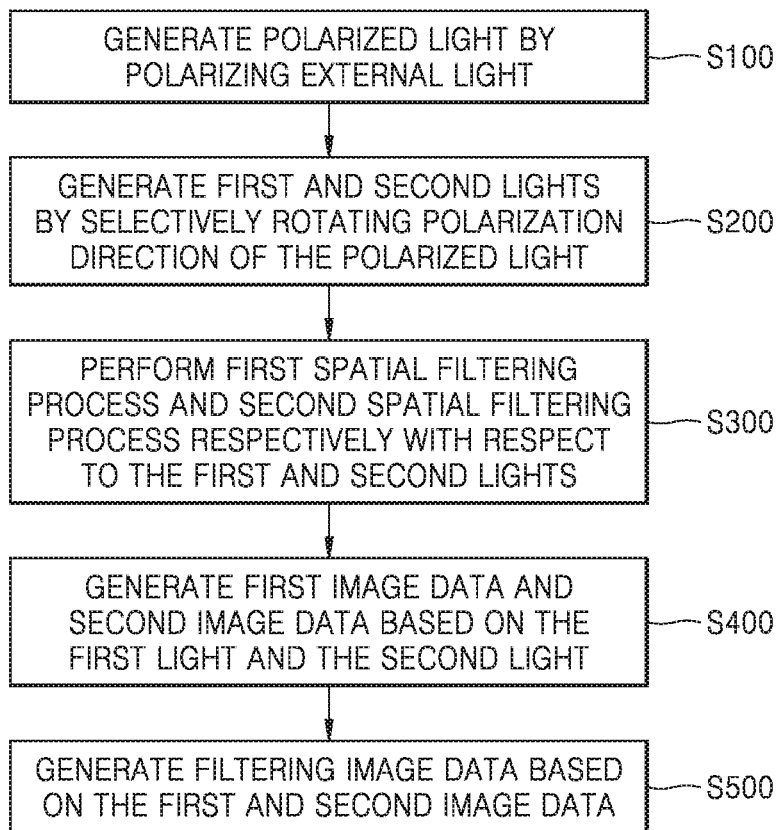 GENERATE POLARIZED LIGHT BY
POLARIZING EXTERNAL LIGHT
S100
GENERATE FIRST AND SECOND LIGHTS
BY SELECTIVELY ROTATING POLARIZATION
DIRECTION OF THE POLARIZED LIGHT
S200
PERFORM FIRST SPATIAL FILTERING
PROCESS AND SECOND SPATIAL FILTERING
PROCESS RESPECTIVELY WITH RESPECT
TO THE FIRST AND SECOND LIGHTS
S300
GENERATE FIRST IMAGE DATA AND
SECOND IMAGE DATA BASED ON THE
FIRST LIGHT AND THE SECOND LIGHT
S400
GENERATE FILTERING IMAGE DATA BASED
ON THE FIRST AND SECOND IMAGE DATA
S500